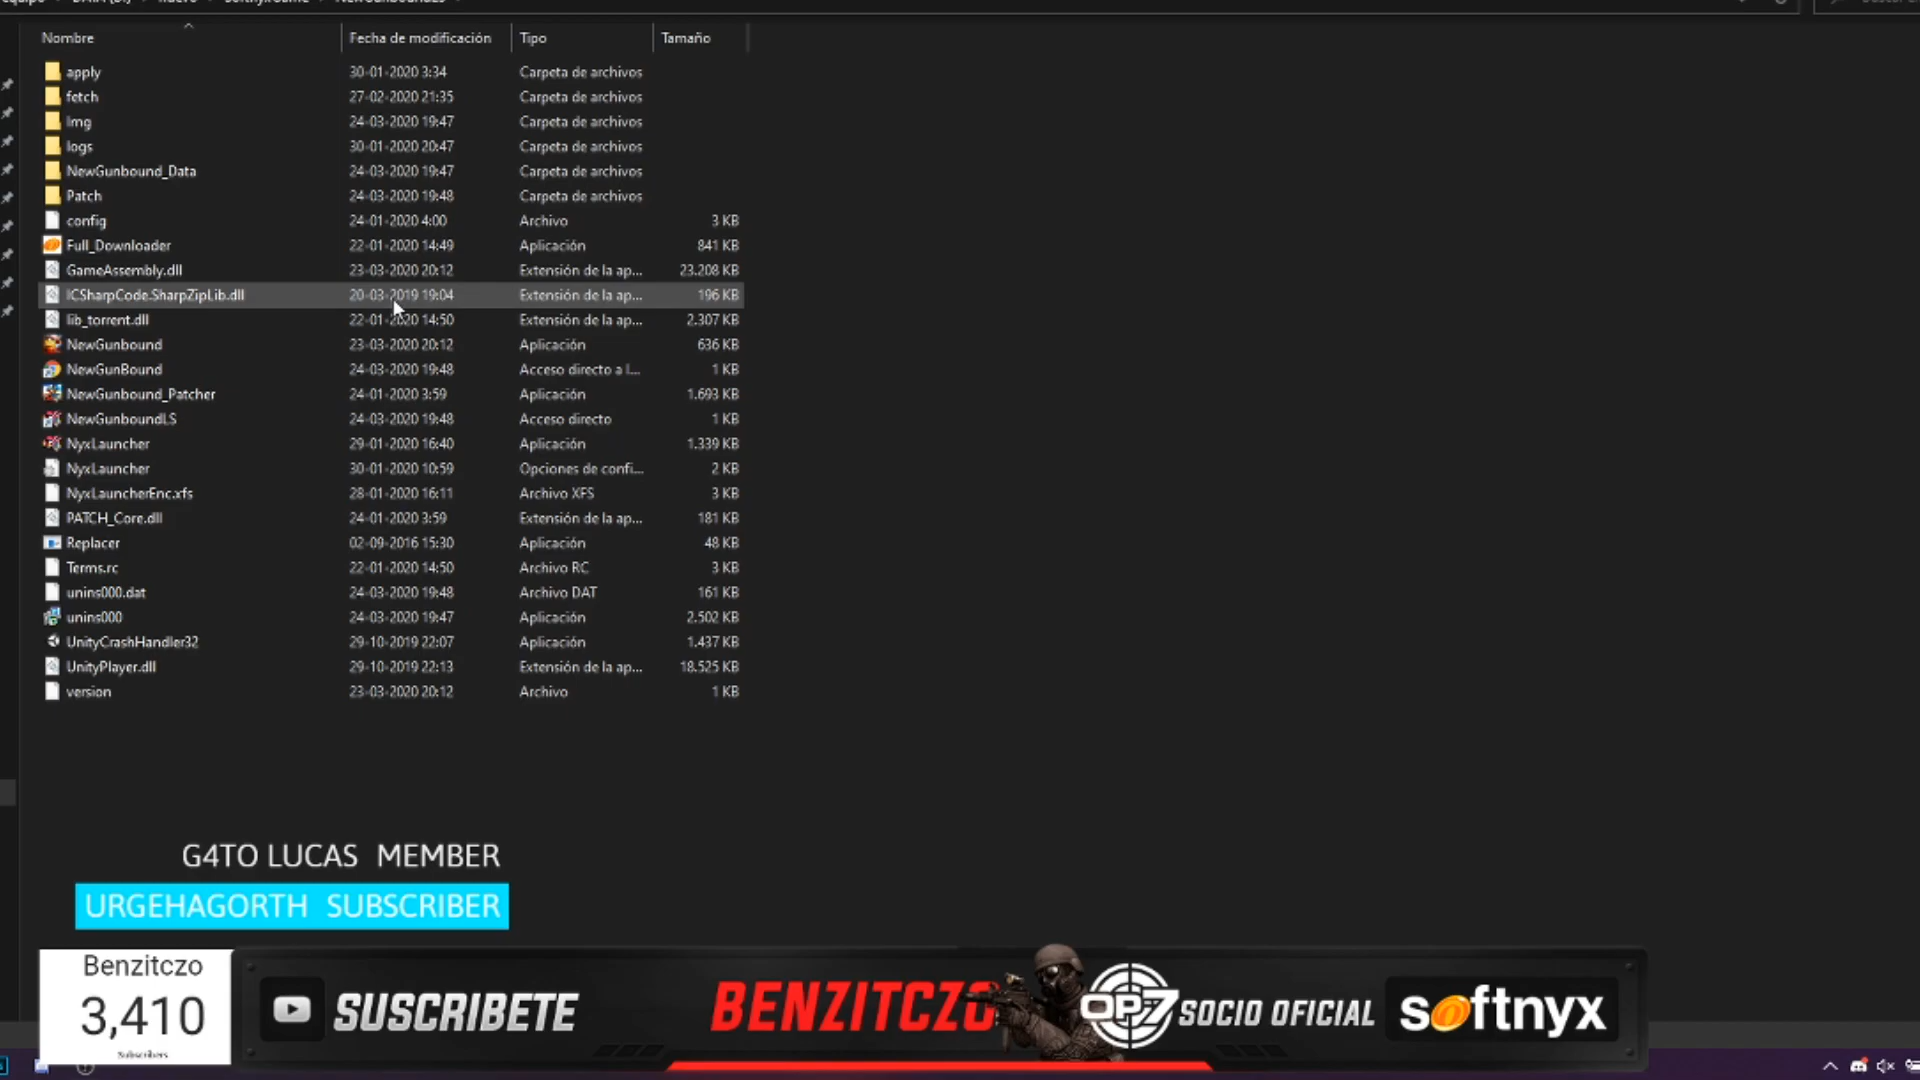 Nombre Fecha de modificación Tipo Tamaño
apply 30-01-2020 3:34 Carpeta de archivos
fetch 27-02-2020 21:35 Carpeta de archivos
Img 24-03-2020 19:47 Carpeta de archivos
logs 30-01-2020 20:47 Carpeta de archivos
NewGunbound_Data 24-03-2020 19:47 Carpeta de archivos
Patch 24-03-2020 19:48 Carpeta de archivos
config 24-01-2020 4:00 Archivo 3 KB
Full_Downloader 22-01-2020 14:49 Aplicación 841 KB
GameAssembly.dll 23-03-2020 20:12 Extensión de la ap... 23.208 KB
ICSharpCode.SharpZipLib.dll 20-03-2019 19:04 Extensión de la ap... 196 KB
lib_torrent.dll 22-01-2020 14:50 Extensión de la ap... 2.307 KB
NewGunbound 23-03-2020 20:12 Aplicación 636 KB
NewGunBound 24-03-2020 19:48 Acceso directo a I... 1 KB
NewGunbound_Patcher 24-01-2020 3:59 Aplicación 1.693 KB
NewGunboundLS 24-03-2020 19:48 Acceso directo 1 KB
NyxLauncher 29-01-2020 16:40 Aplicación 1.339 KB
NyxLauncher 30-01-2020 10:59 Opciones de confi... 2 KB
NyxLauncherEnc.xfs 28-01-2020 16:11 Archivo XFS 3 KB
PATCH_Core.dll 24-01-2020 3:59 Extensión de la ap... 181 KB
Replacer 02-09-2016 15:30 Aplicación 48 KB
Terms.rc 22-01-2020 14:50 Archivo RC 3 KB
unins000.dat 24-03-2020 19:48 Archivo DAT 161 KB
unins000 24-03-2020 19:47 Aplicación 2.502 KB
UnityCrashHandler32 29-10-2019 22:07 Aplicación 1.437 KB
UnityPlayer.dll 29-10-2019 22:13 Extensión de la ap... 18.525 KB
version 23-03-2020 20:12 Archivo 1 KB
G4TO LUCAS MEMBER
URGEHAGORTH SUBSCRIBER
Benzitczo
3,410
Subscribers
SUSCRIBETE
BENZITCZO
OP7 SOCIO OFICIAL
softnyx